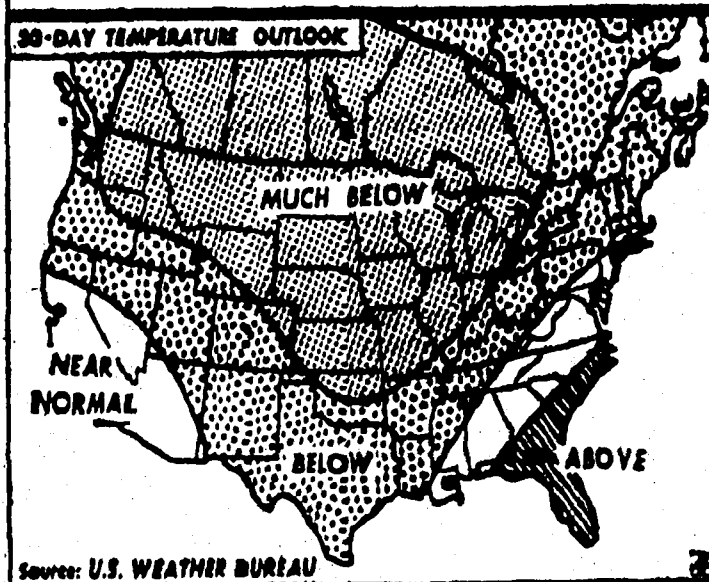 30-DAY TEMPERATURE OUTLOOK
MUCH BELOW
NEAR
NORMAL
BELOW
ABOVE
Source: U.S. WEATHER BUREAU